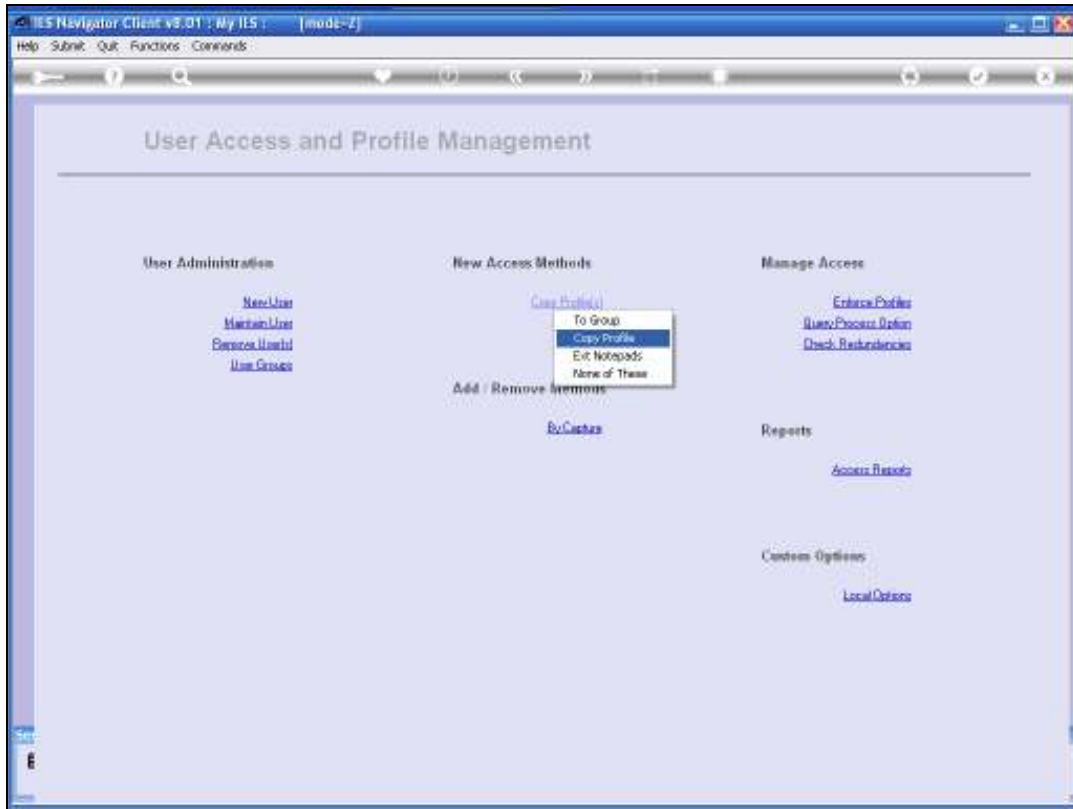 IES Navigator Client v8.01 : My IES : [mode=Z]
Help Submit Quit Functions Commands
User Access and Profile Management
User Administration
New User
Maintain User
Remove User(s)
User Groups
New Access Methods
Copy Profile(s)
To Group
Copy Profile
Exit Notepads
None of These
Add / Remove Methods
By Capture
Manage Access
Enforce Profiles
Query Process Option
Check Redundancies
Reports
Access Reports
Custom Options
Local Options